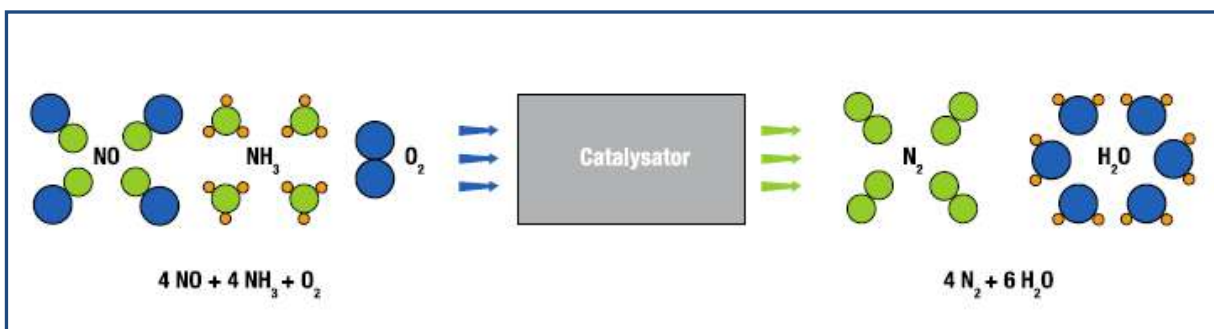 NO
NH₃
O₂
Catalysator
N₂
H₂O
4 NO + 4 NH₃ + O₂
4 N₂ + 6 H₂O